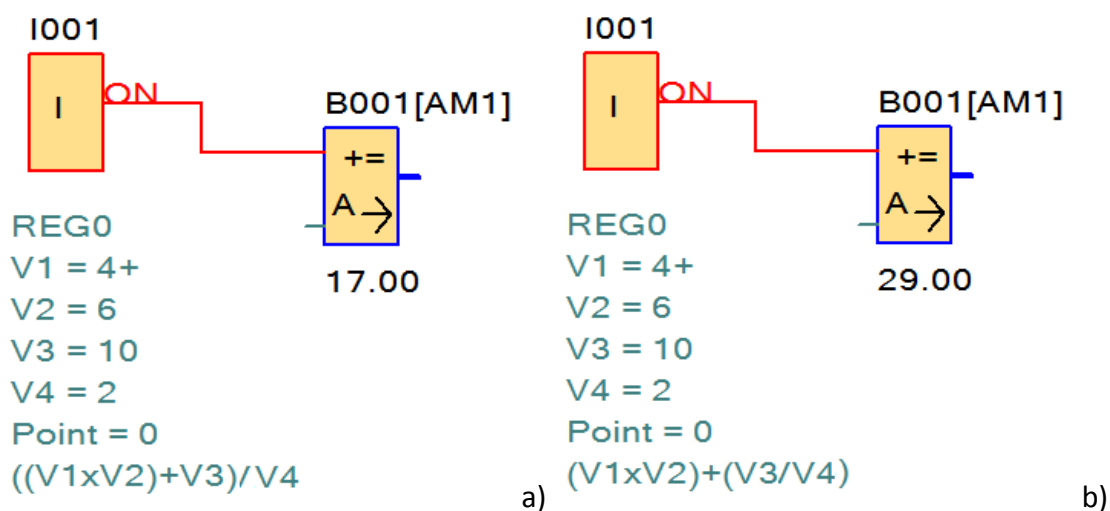 I001
I
ON
B001[AM1]
+=
A→
17.00
REG0
V1 = 4+
V2 = 6
V3 = 10
V4 = 2
Point = 0
((V1xV2)+V3)/V4
a)
I001
I
ON
B001[AM1]
+=
A→
29.00
REG0
V1 = 4+
V2 = 6
V3 = 10
V4 = 2
Point = 0
(V1xV2)+(V3/V4)
b)